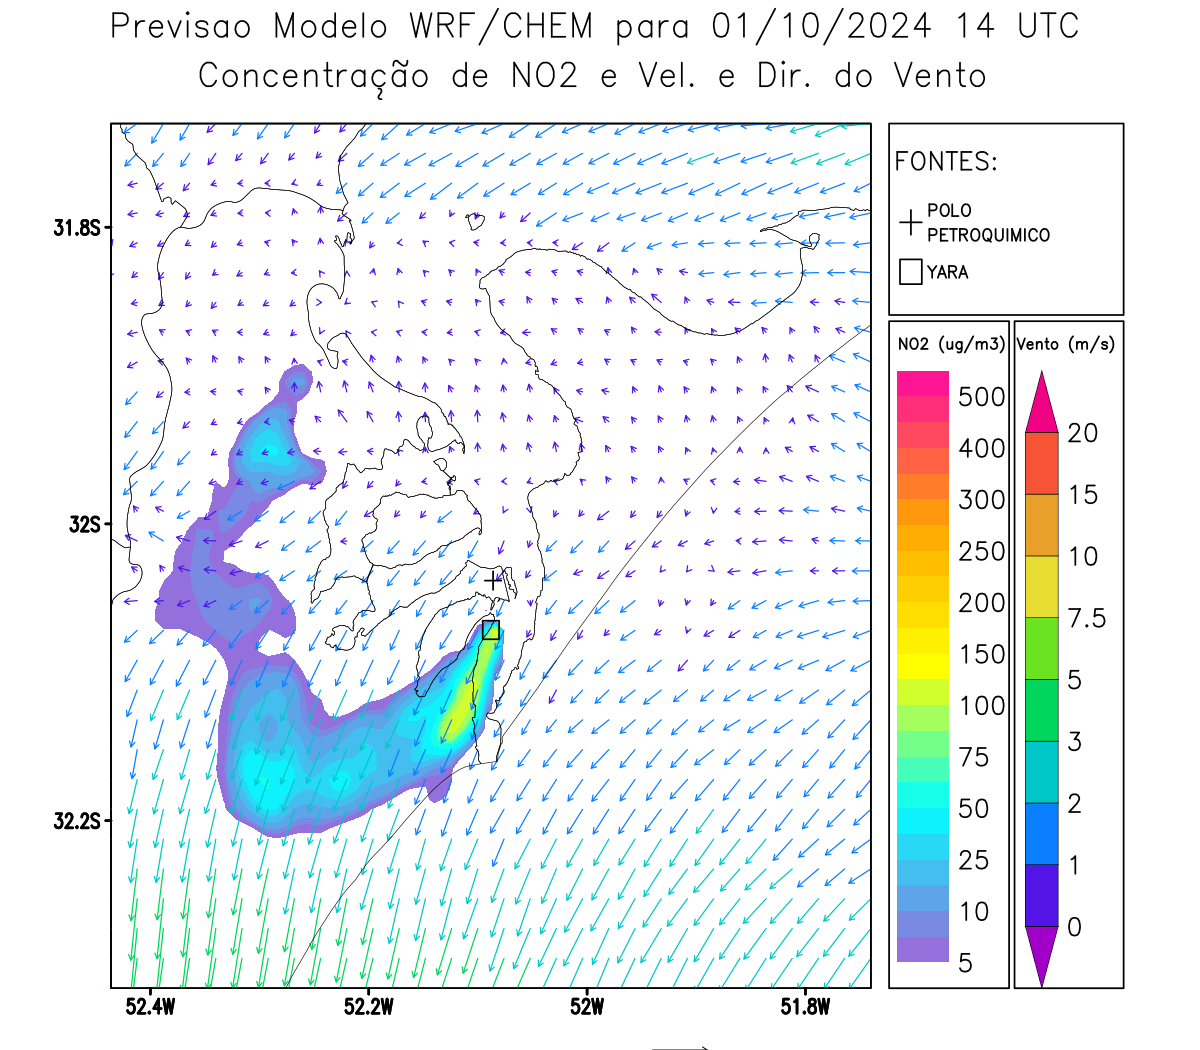 Previsao Modelo WRF/CHEM para 01/10/2024 14 UTC
Concentração de NO2 e Vel. e Dir. do Vento
FONTES:
POLO
PETROQUIMICO
YARA
NO2 (ug/m3)
500
400
300
250
200
150
100
75
50
25
10
5
Vento (m/s)
20
15
10
7.5
5
3
2
1
0
31.8S
32S
32.2S
52.4W
52.2W
52W
51.8W